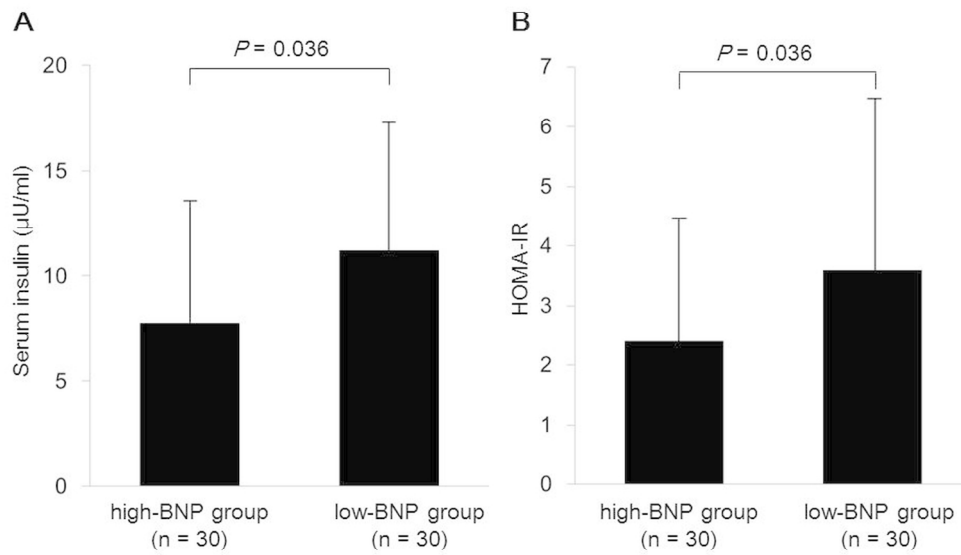 A
P = 0.036
Serum insulin (μU/ml)
20
15
10
5
0
high-BNP group
(n = 30)
low-BNP group
(n = 30)
B
P = 0.036
HOMA-IR
7
6
5
4
3
2
1
0
high-BNP group
(n = 30)
low-BNP group
(n = 30)